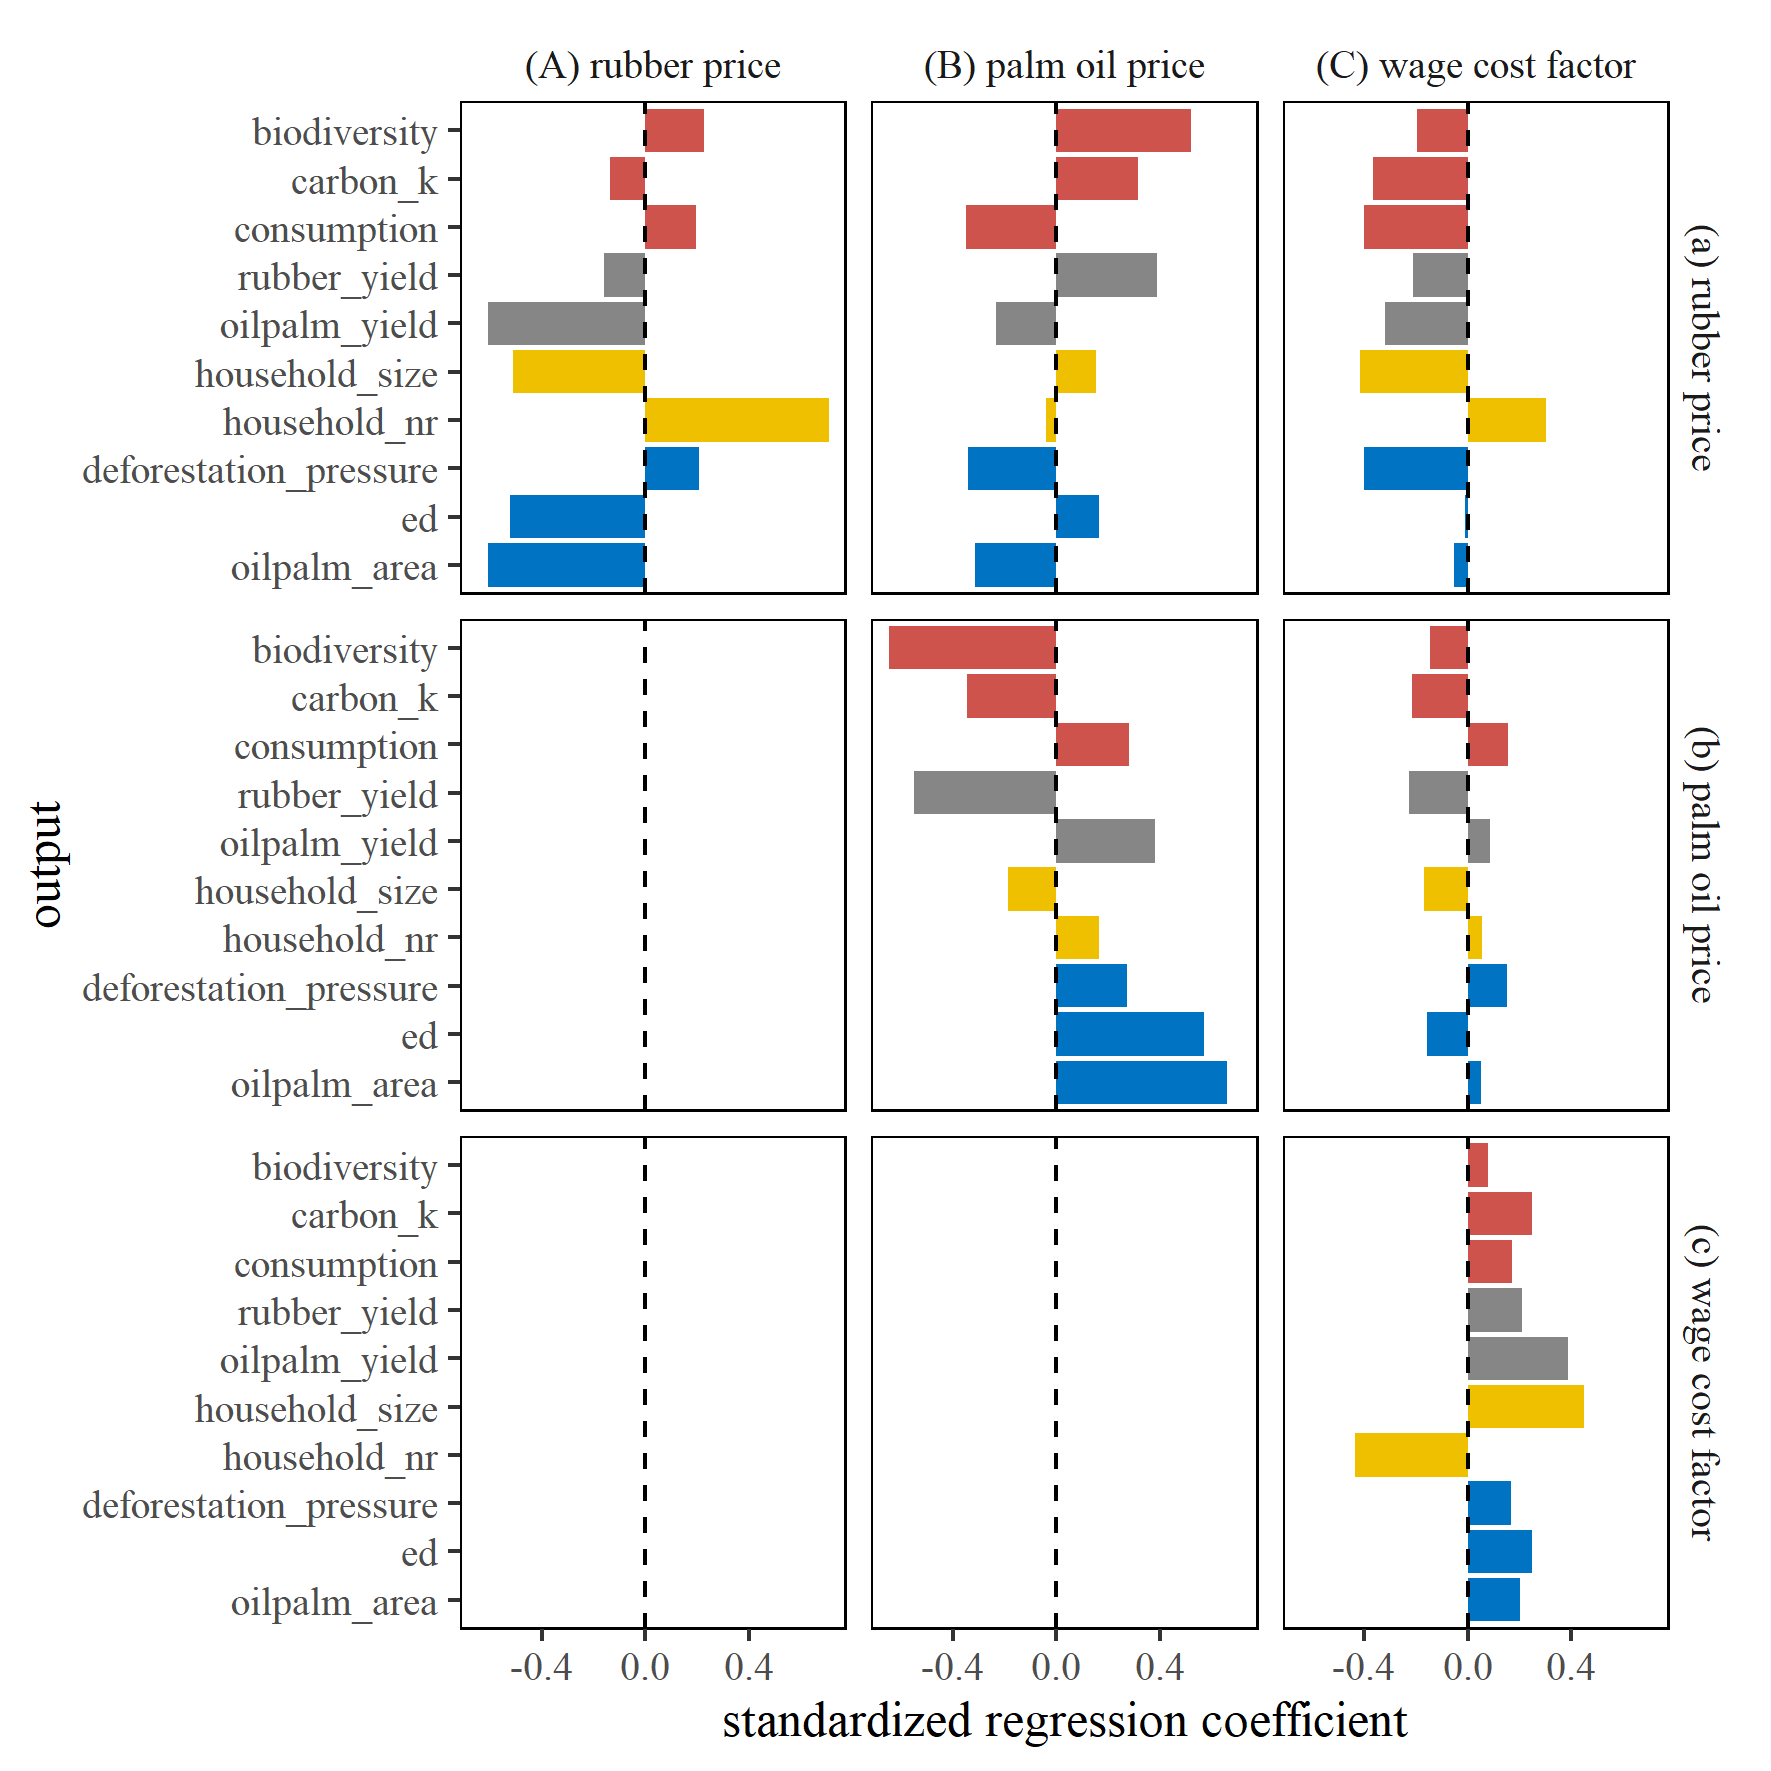 (A) rubber price
(B) palm oil price
(C) wage cost factor
biodiversity
carbon_k
consumption
rubber_yield
oilpalm_yield
household_size
household_nr
deforestation_pressure
ed
oilpalm_area
(a) rubber price
biodiversity
carbon_k
consumption
rubber_yield
oilpalm_yield
household_size
household_nr
deforestation_pressure
ed
oilpalm_area
(b) palm oil price
output
biodiversity
carbon_k
consumption
rubber_yield
oilpalm_yield
household_size
household_nr
deforestation_pressure
ed
oilpalm_area
(c) wage cost factor
-0.4 0.0 0.4
-0.4 0.0 0.4
-0.4 0.0 0.4
standardized regression coefficient